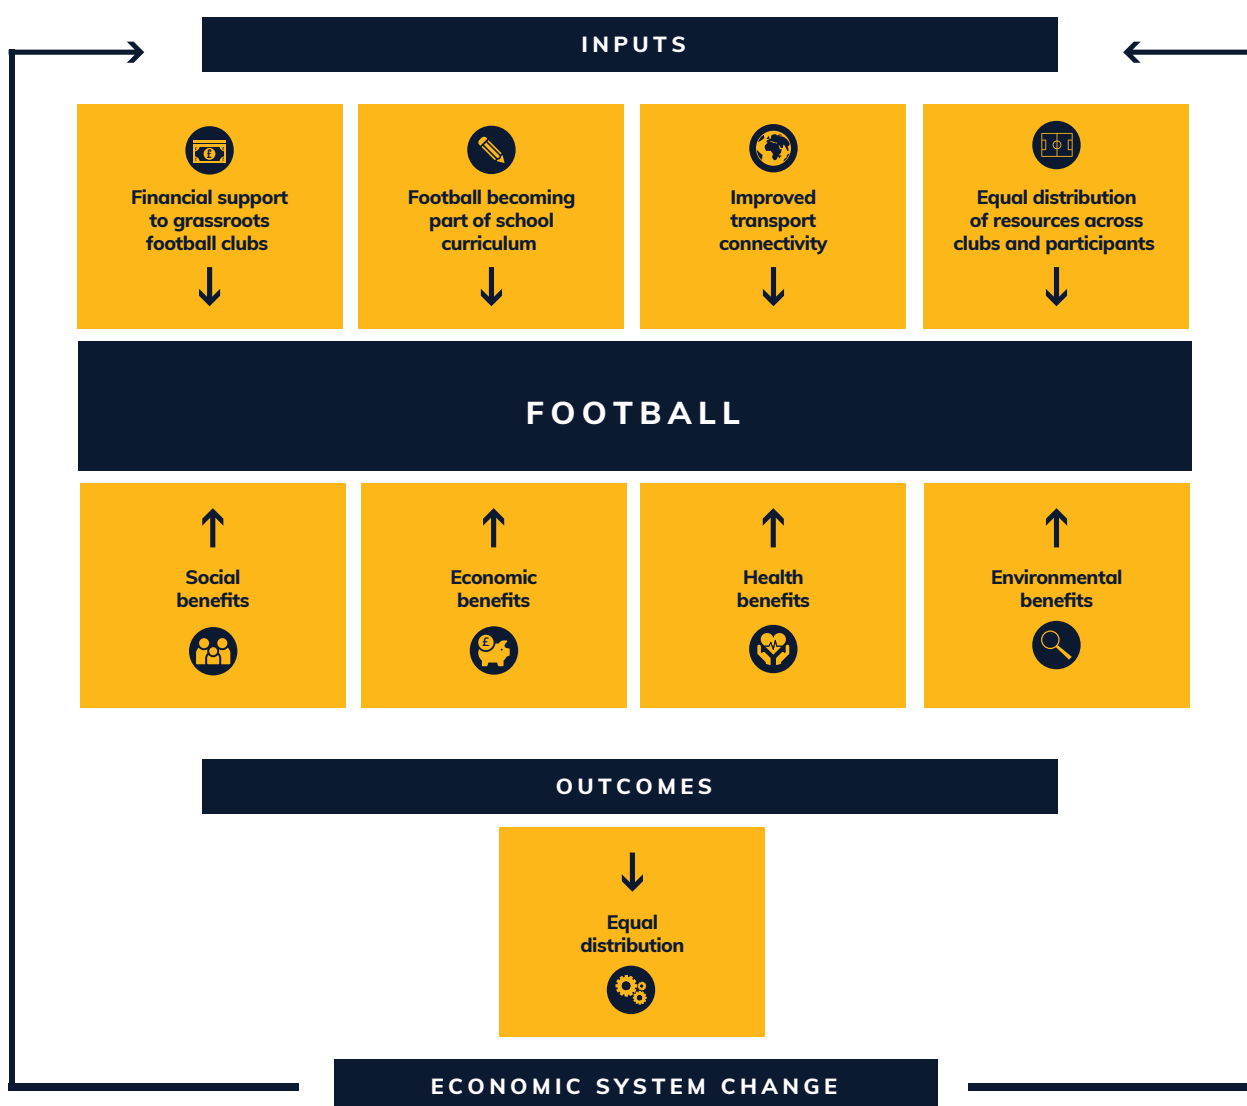 INPUTS
Financial support
to grassroots
football clubs
Football becoming
part of school
curriculum
Improved
transport
connectivity
Equal distribution
of resources across
clubs and participants
FOOTBALL
Social
benefits
Economic
benefits
Health
benefits
Environmental
benefits
OUTCOMES
Equal
distribution
ECONOMIC SYSTEM CHANGE